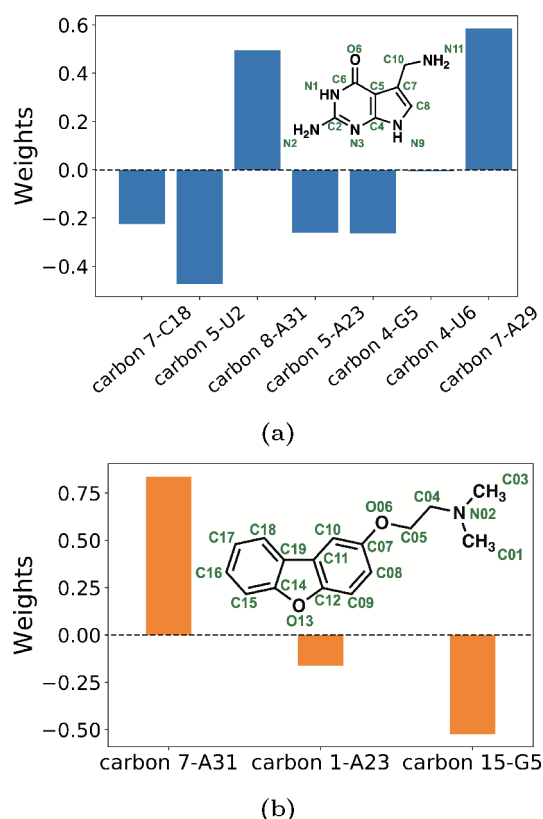 0.6
0.4
0.2
0.0
−0.2
−0.4
Weights
O6
C10
N11
NH₂
O
C6
N1
HN
C5
C7
C8
H₂N
C2
N
C4
N
H
N2
N3
N9
carbon 7-C18
carbon 5-U2
carbon 8-A31
carbon 5-A23
carbon 4-G5
carbon 4-U6
carbon 7-A29
(a)
0.75
0.50
0.25
0.00
−0.25
−0.50
Weights
C03
CH₃
C04
O06
N
N02
O
C05
CH₃
C01
C18
C10
C17
C07
C19
C11
C16
C08
C14
C12
C15
C09
O
O13
carbon 7-A31
carbon 1-A23
carbon 15-G5
(b)